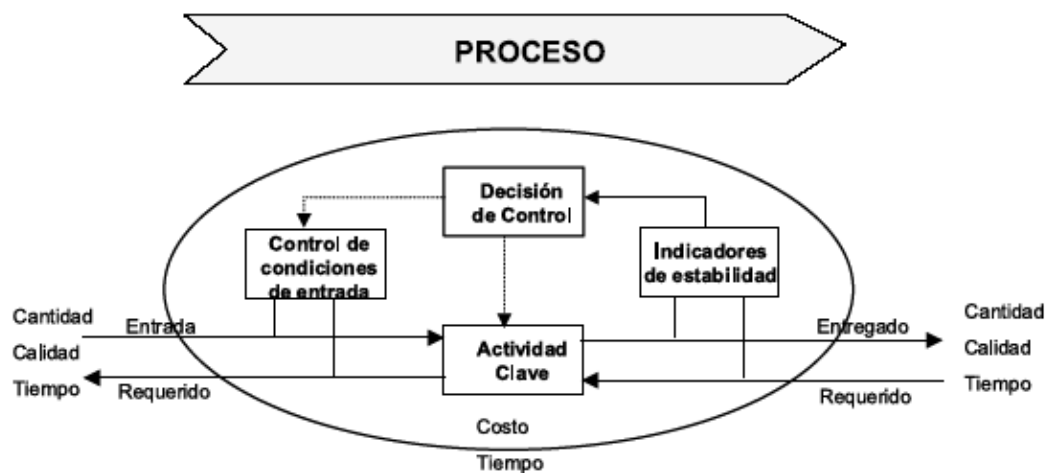 PROCESO
Decisión
de Control
Control de
condiciones
de entrada
Indicadores
de estabilidad
Cantidad
Calidad
Tiempo
Entrada
Requerido
Actividad
Clave
Entregado
Requerido
Cantidad
Calidad
Tiempo
Costo
Tiempo